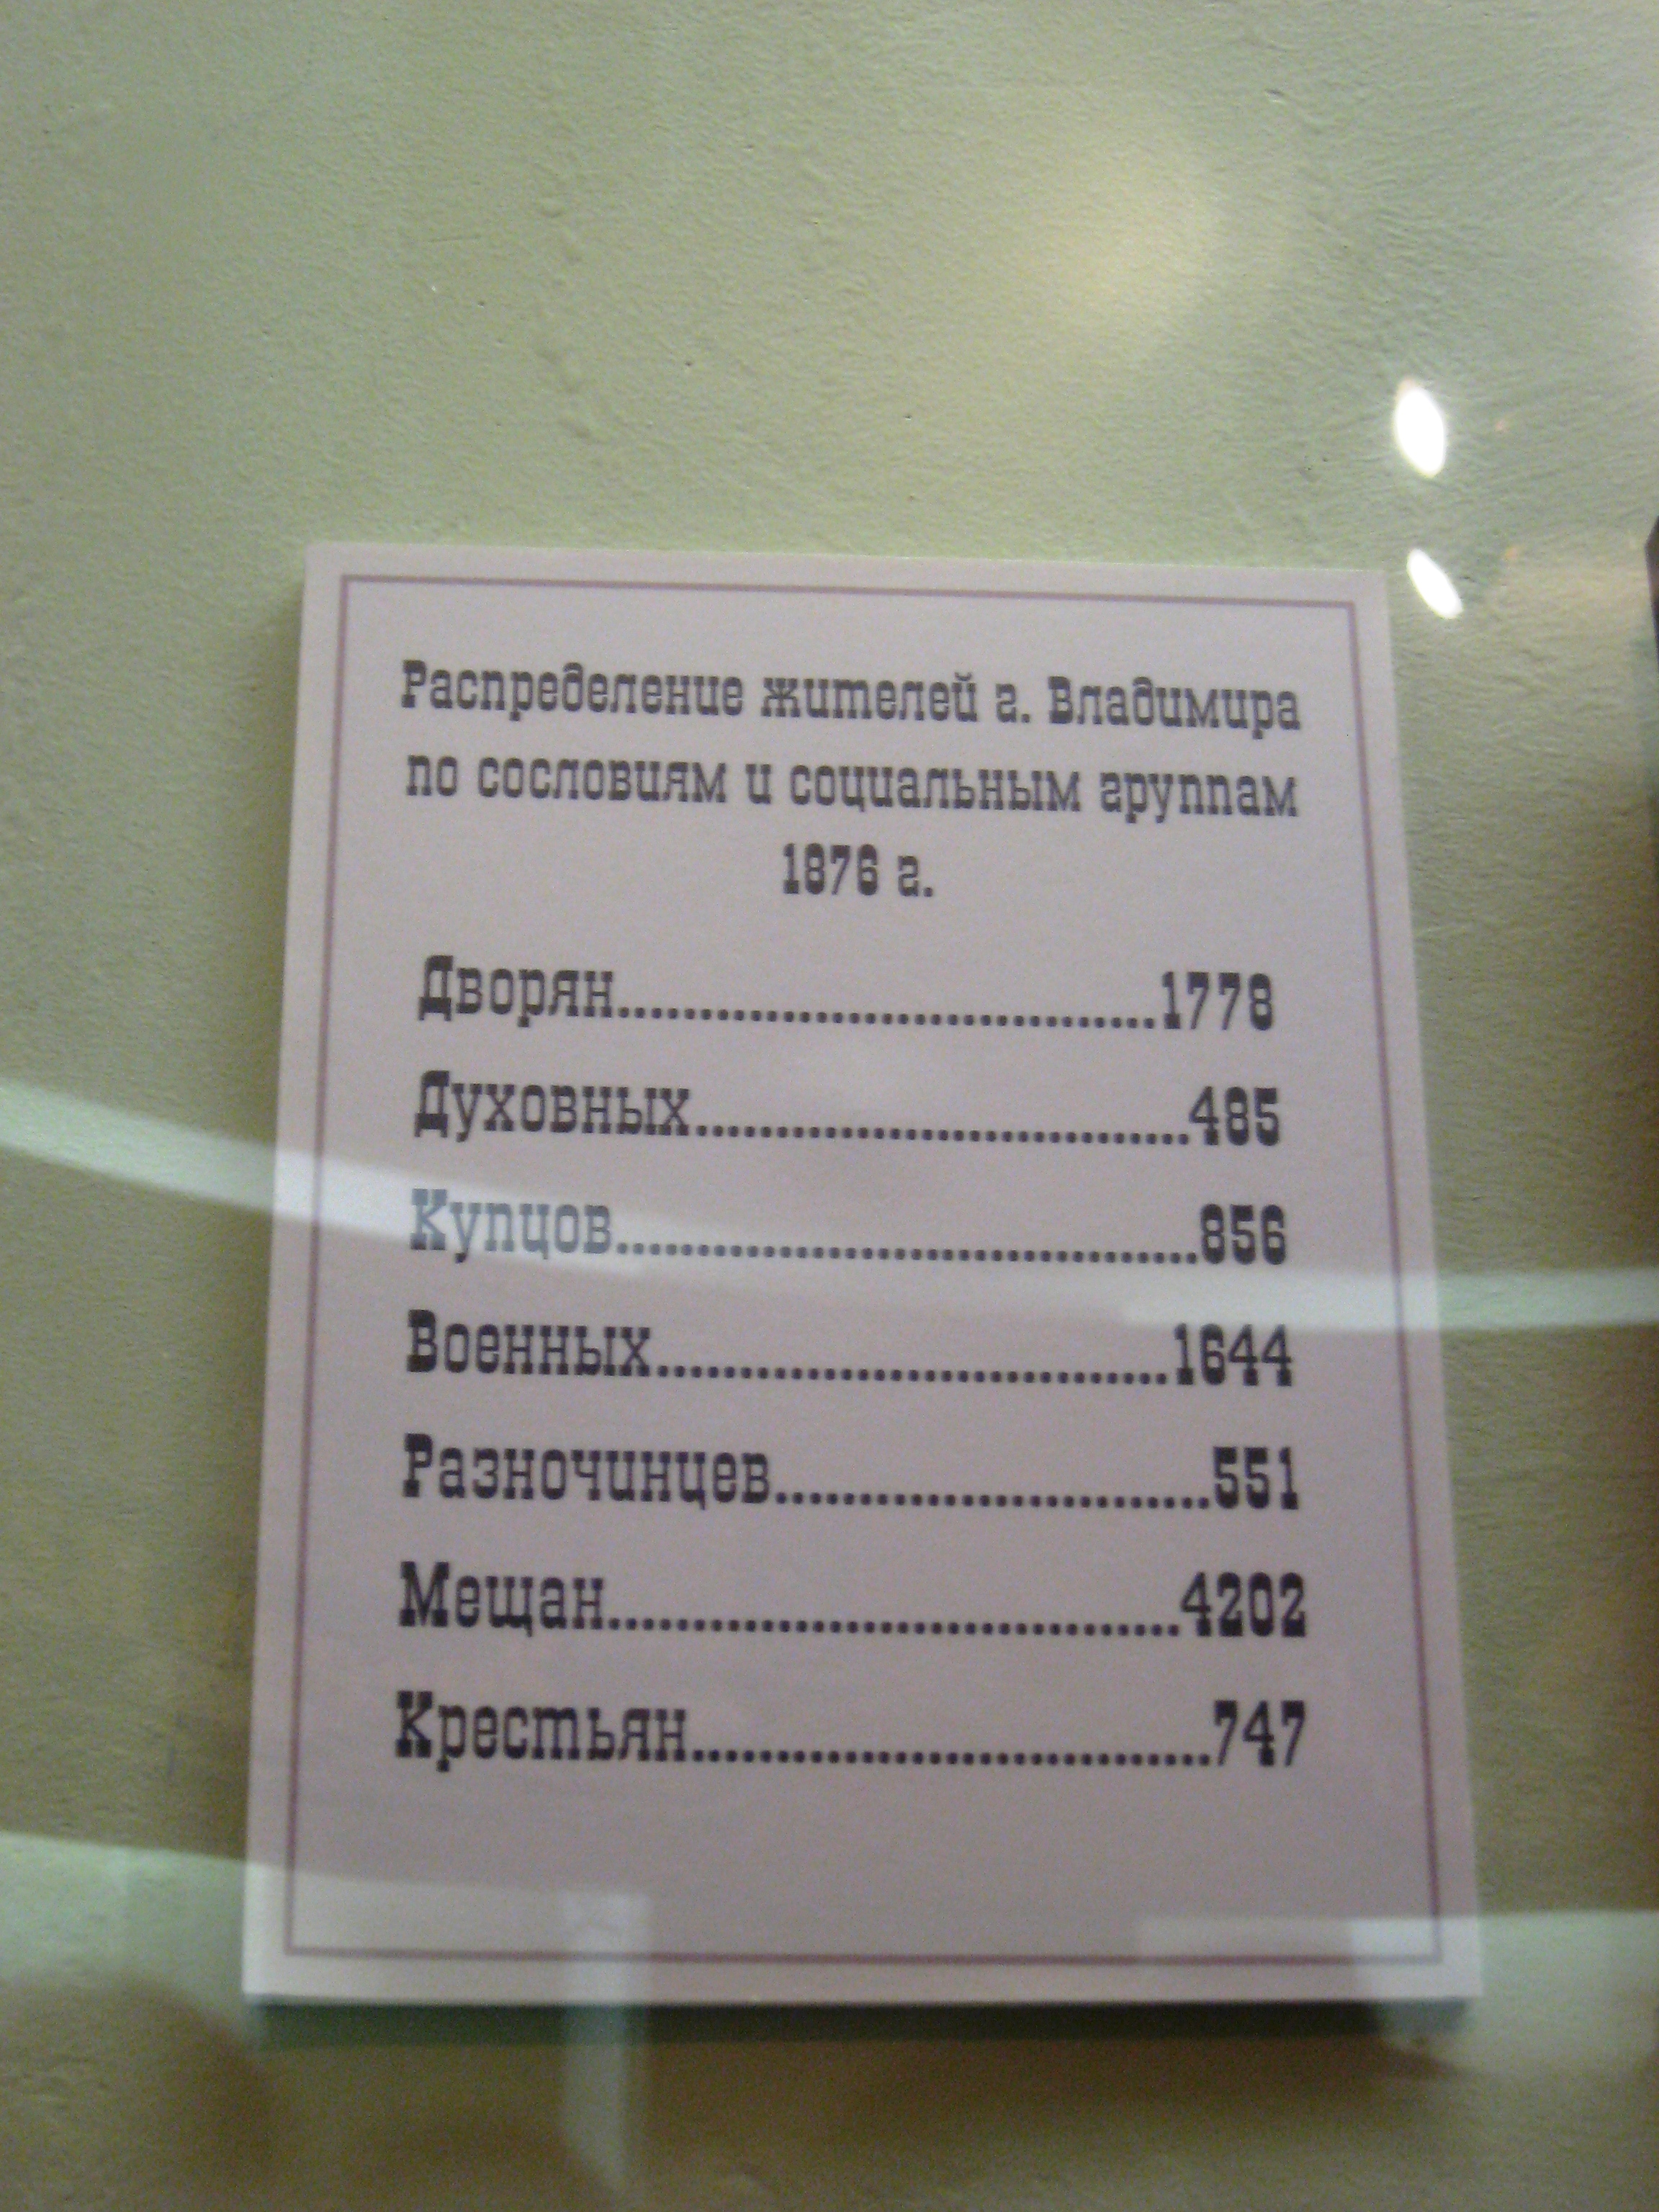 Распределение жителей г. Владимира
по сословиям и социальным группам
1876 г.
Дворян................................1778
Духовных..............................485
Купцов...................................856
Военных...............................1644
Разночинцев..........................551
Мещан..................................4202
Крестьян...............................747